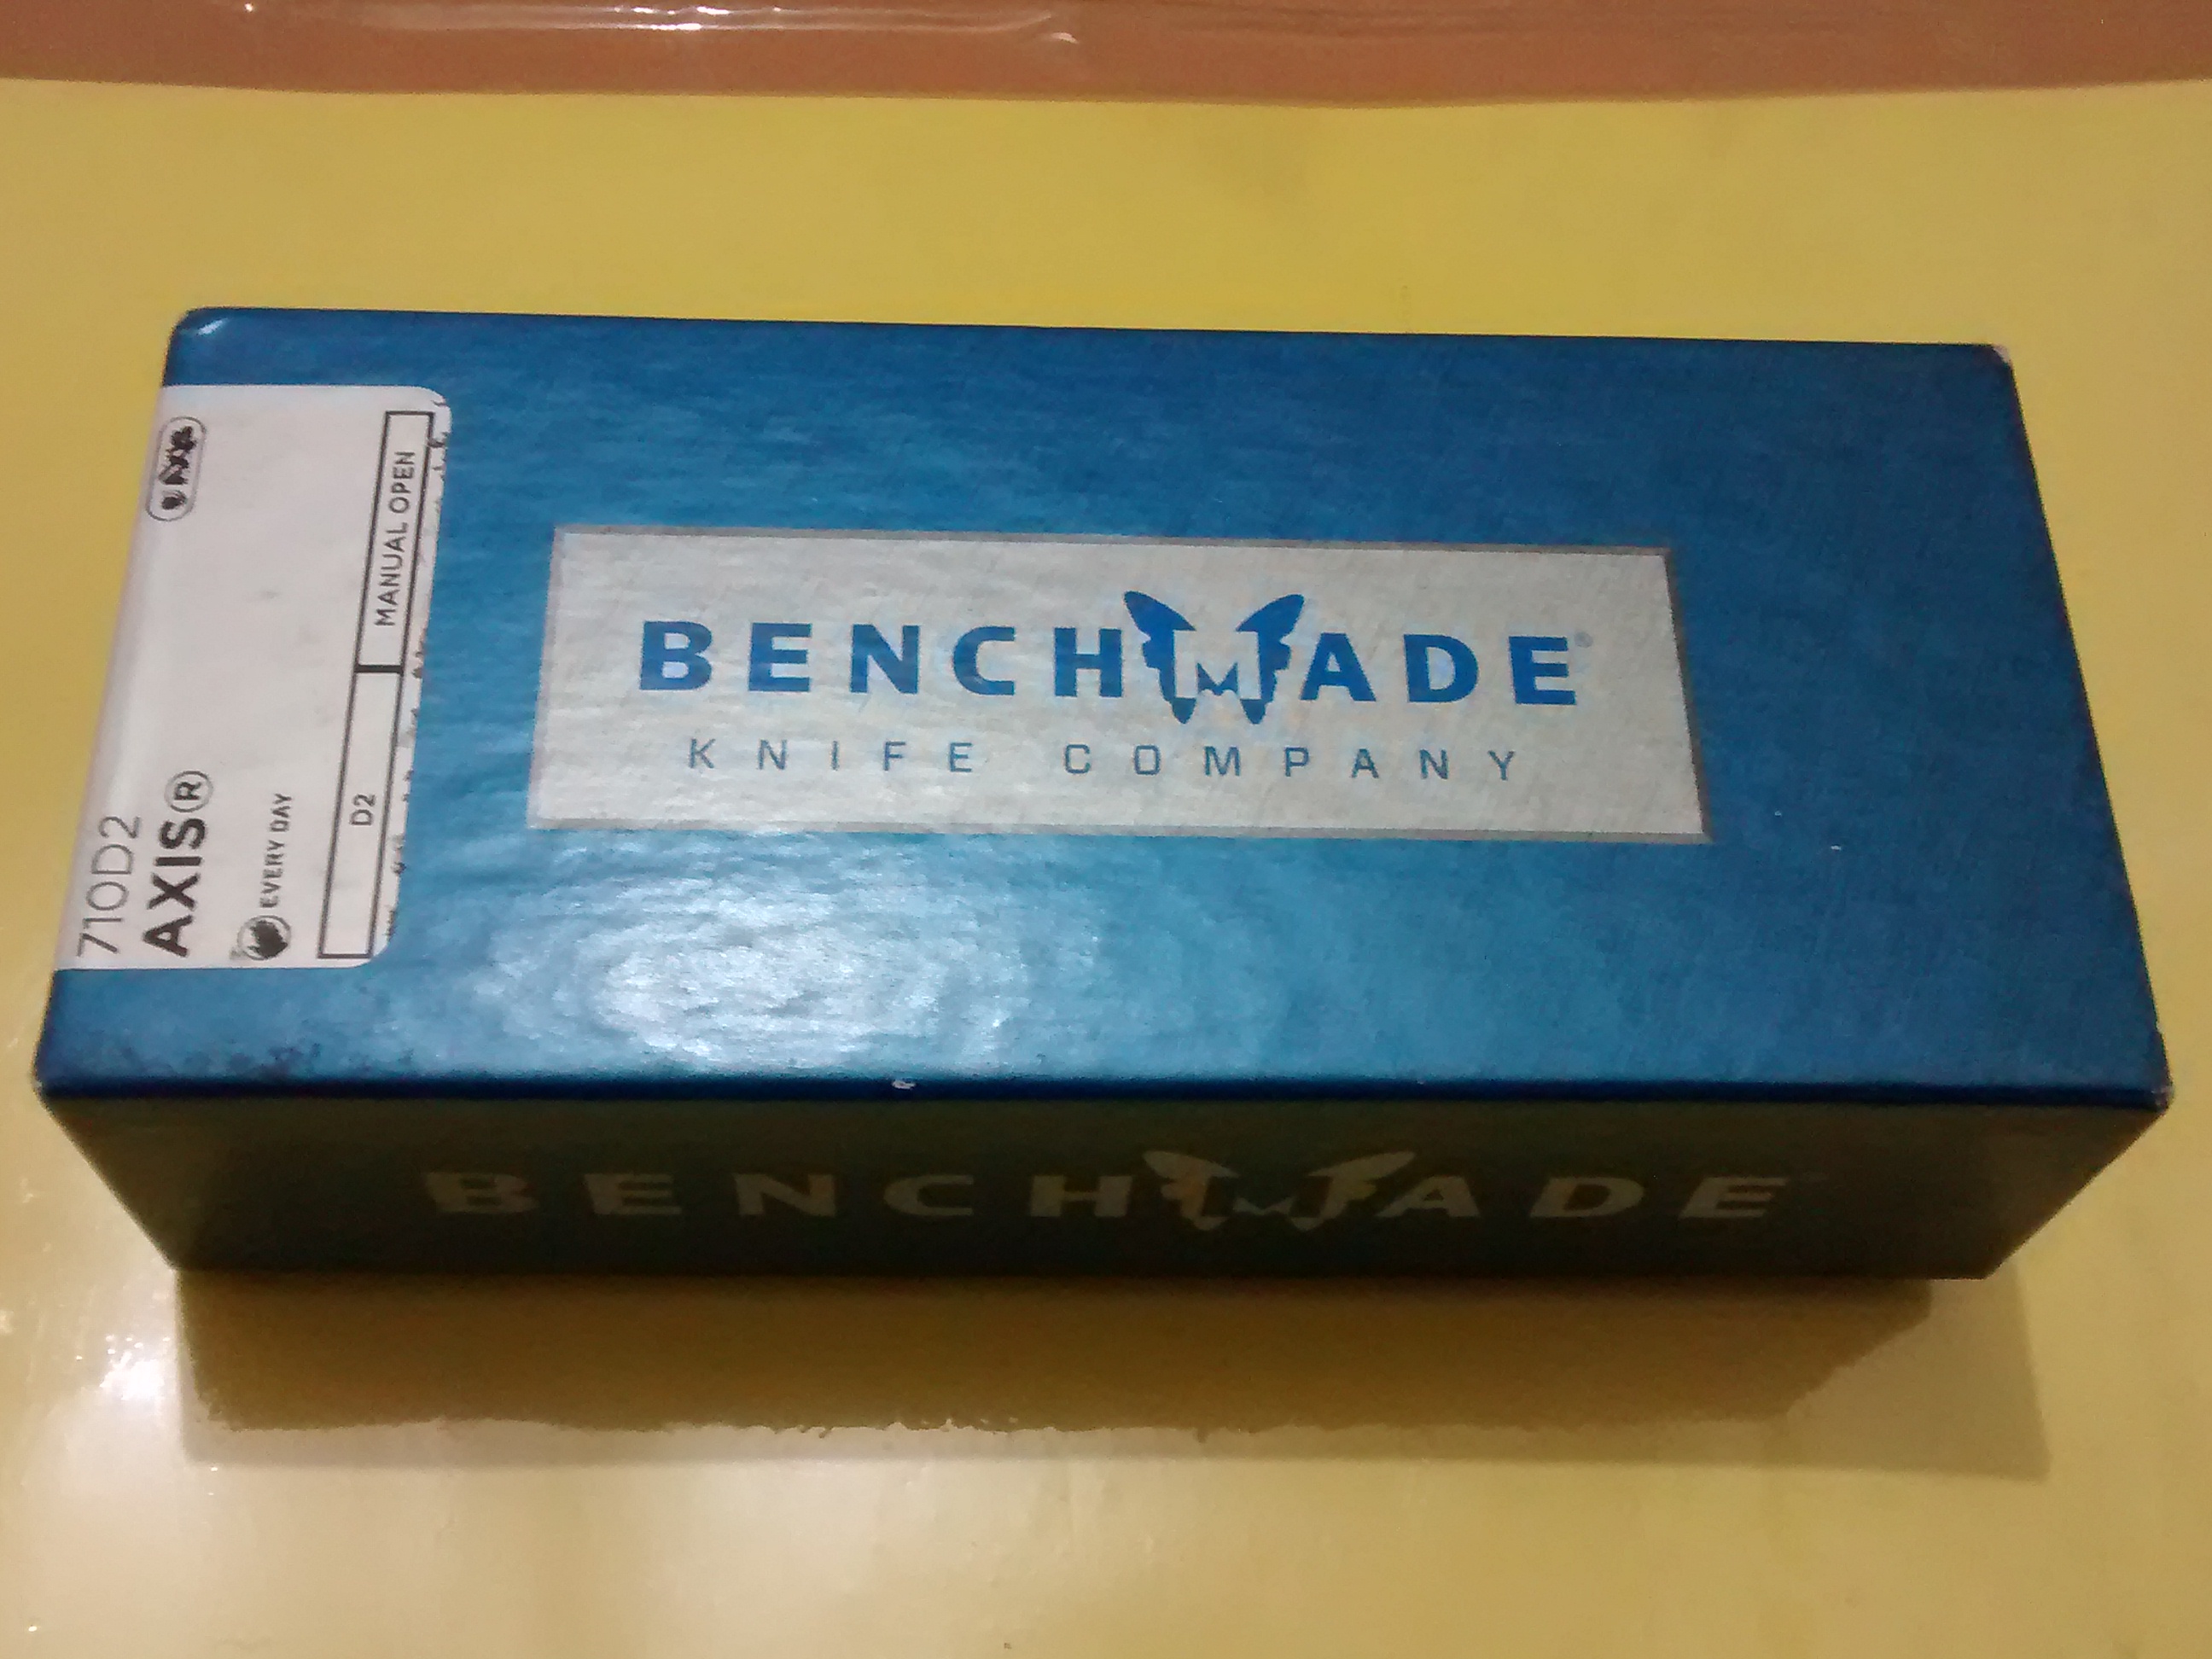 BENCHMADE®
KNIFE COMPANY
710D2
AXIS®
EVERY DAY
D2
MANUAL OPEN
BENCHMADE